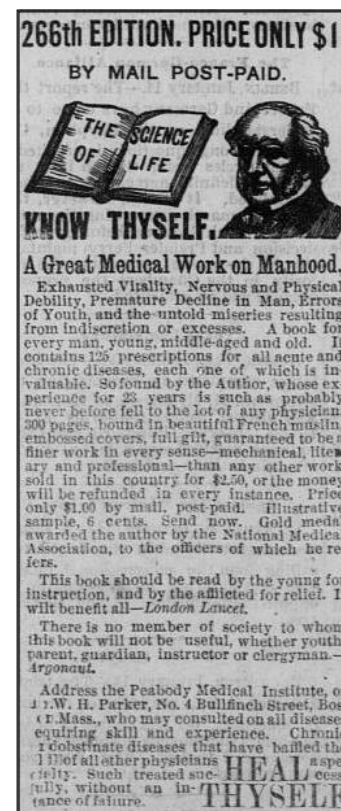 266th EDITION. PRICE ONLY $1
BY MAIL POST-PAID.
THE SCIENCE
OF LIFE
KNOW THYSELF,
A Great Medical Work on Manhood.
Exhausted Vitality, Nervous and Physical
Debility, Premature Decline in Man, Errors
of Youth, and the untold miseries resulting
from indiscretion or excesses. A book for
every man, young, middle-aged and old. I
contains 125 prescriptions for all acute and
chronic diseases, each one of which is in-
valuable. So found by the Author, whose ex-
perience for 23 years is such as probably
never before fell to the lot of any physician.
300 pages, bound in beautiful French muslin,
embossed covers, full gilt, guaranteed to be a
finer work in every sense—mechanical, liter
ary and professional—than any other work
sold in this country for $2.50, or the money
will be refunded in every instance. Price
only $1.00 by mail, post-paid. Illustrative
sample, 6 cents. Send now. Gold meda
awarded the author by the National Medica
Association, to the officers of which he re
fers.
This book should be read by the young for
instruction, and by the afflicted for relief. I
wilt benefit all—London Lancet.
There is no member of society to whom
this book will not be useful, whether youth
parent, guardian, instructor or clergyman.—
Argonaut.
Address the Peabody Medical Institute, o
W. H. Parker, No. 4 Bullfinch Street, Bos
Mass., who may consulted on all disease
equiring skill and experience. Chronic
obstinate diseases that have baffled the
of all other physicians HEAL a spe
Such treated suc- cess
fully, without an in- THYSELF
tance of failure.